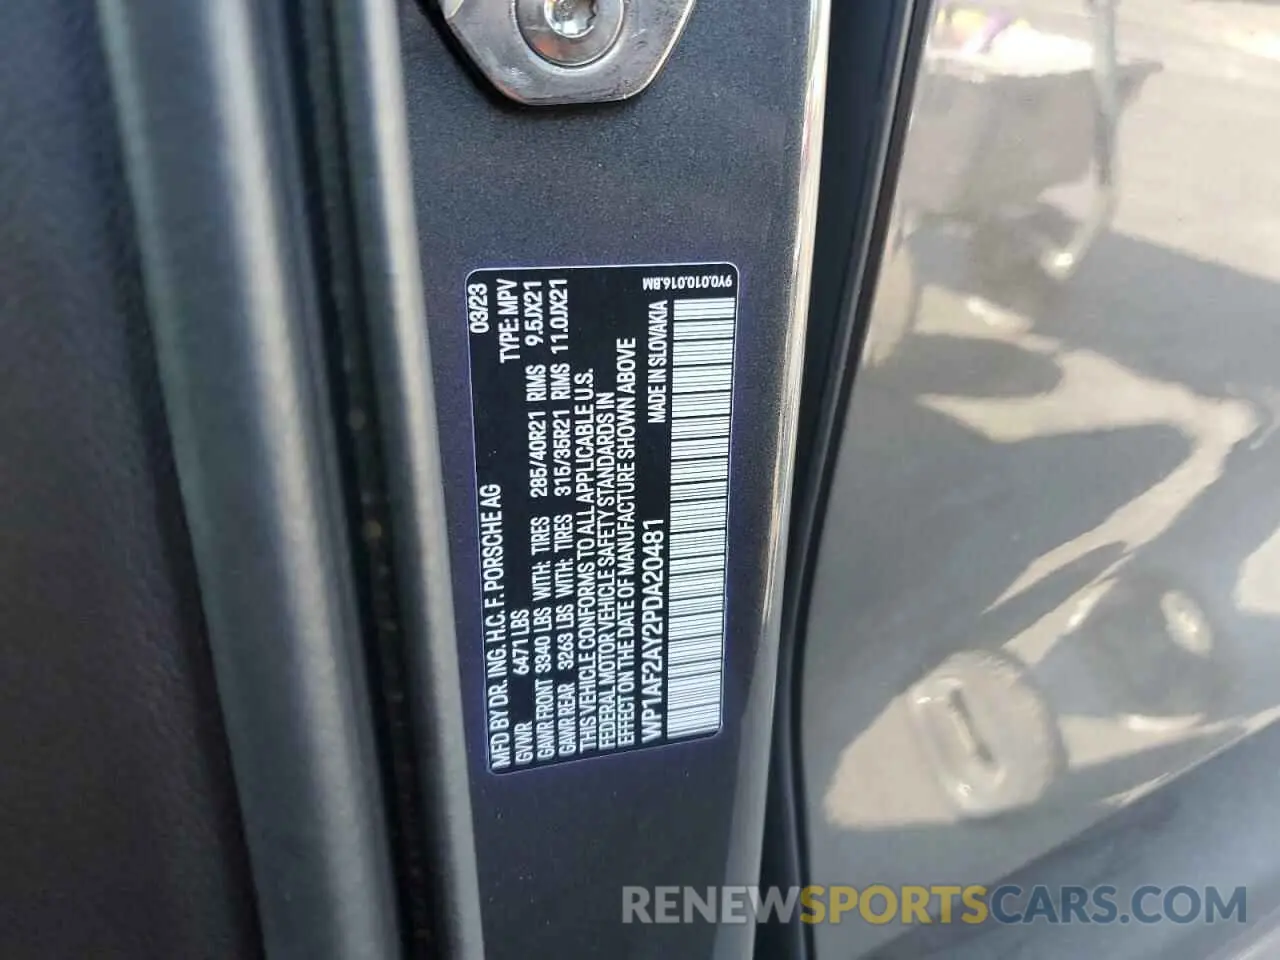 MFD BY DR. ING. H.C. F. PORSCHE AG 03/23
GVWR 6471 LBS TYPE: MPV
GAWR FRONT 3340 LBS WITH: TIRES 285/40R21 RIMS 9.5JX21
GAWR REAR 3263 LBS WITH: TIRES 315/35R21 RIMS 11.0JX21
THIS VEHICLE CONFORMS TO ALL APPLICABLE U.S.
FEDERAL MOTOR VEHICLE SAFETY STANDARDS IN
EFFECT ON THE DATE OF MANUFACTURE SHOWN ABOVE
WP1AF2AY2PDA20481 MADE IN SLOVAKIA
9Y0.010.016.BM
RENEWSPORTSCARS.COM